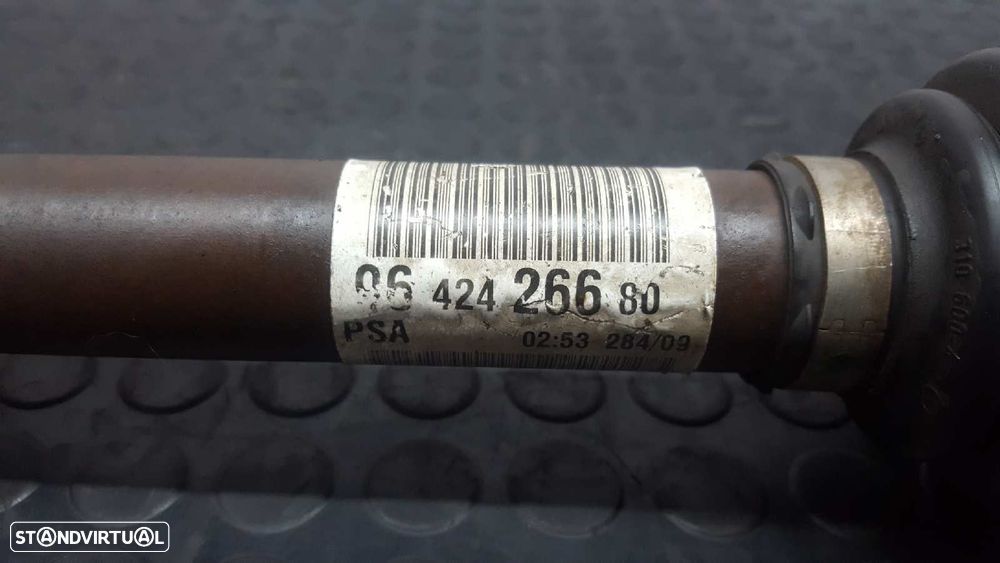 96 424 266 80
PSA 02:53 284/09
STANDVIRTUAL